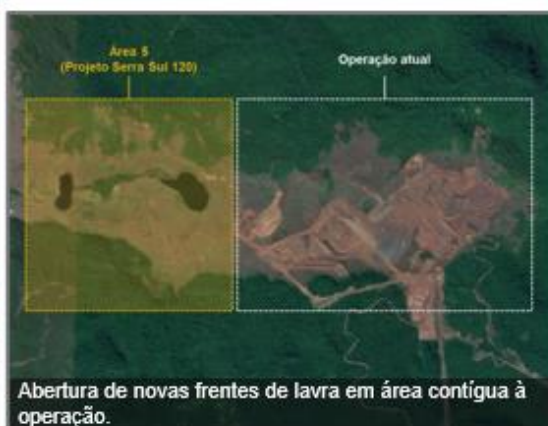 Área 5
(Projeto Serra Sul 120)
Operação atual
Abertura de novas frentes de lavra em área contígua à
operação.